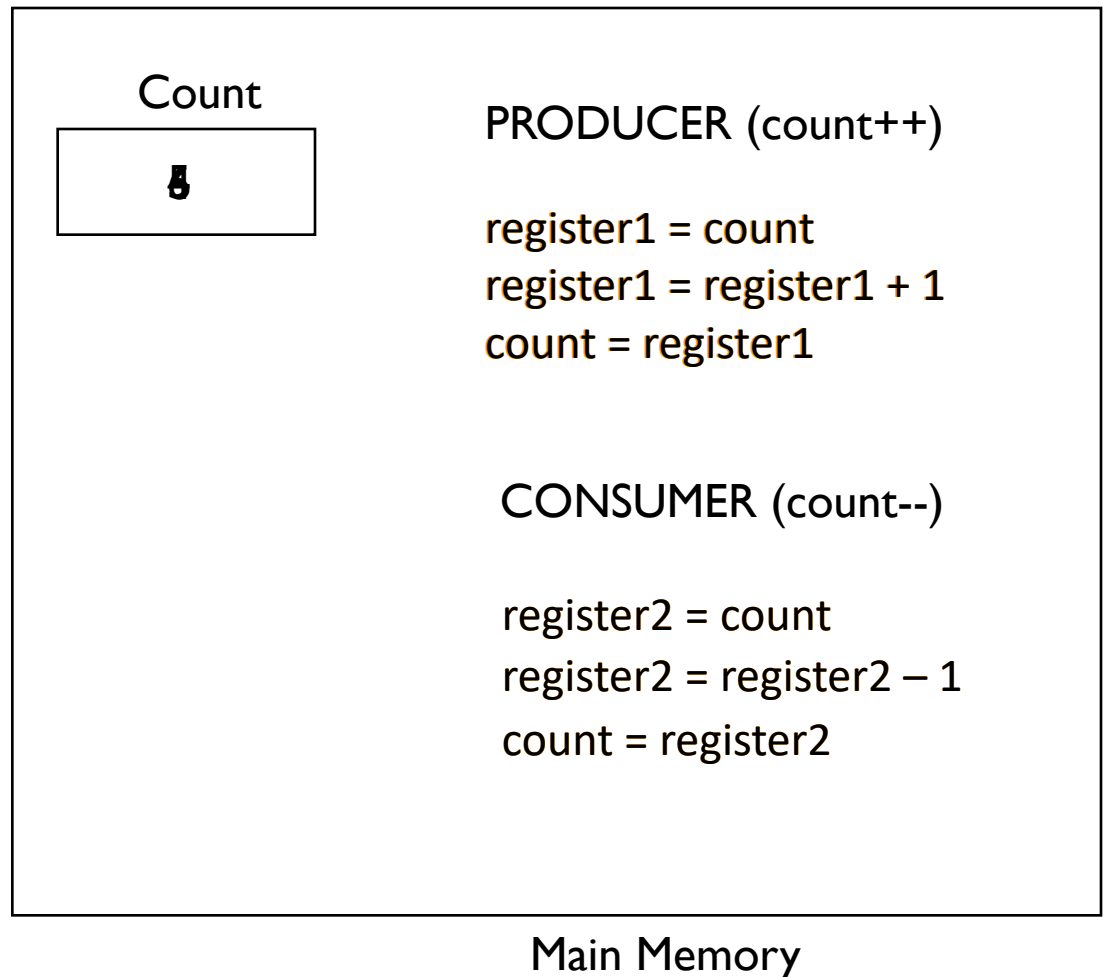 Count
PRODUCER (count++)
register1 = count
register1 = register1 + 1
count = register1
CONSUMER (count--)
register2 = count
register2 = register2 – 1
count = register2
Main Memory